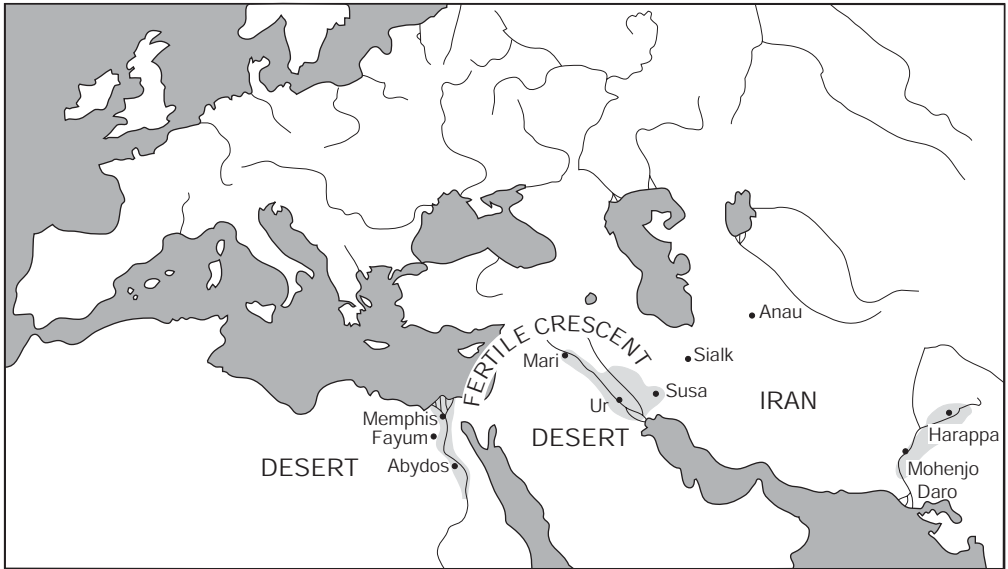 Anau
FERTILE CRESCENT
Mari
Sialk
Susa
Ur
IRAN
Memphis
Harappa
Fayum
DESERT
DESERT
Abydos
Mohenjo
Daro